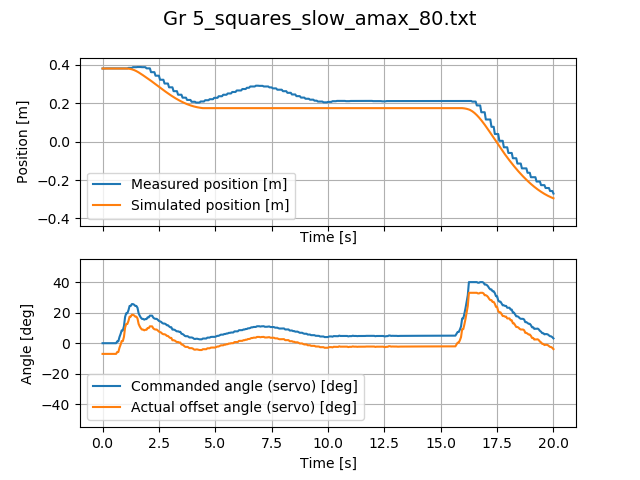 Gr 5_squares_slow_amax_80.txt
Position [m]
0.4
0.2
0.0
−0.2
−0.4
Measured position [m]
Simulated position [m]
Time [s]
Angle [deg]
40
20
0
−20
−40
Commanded angle (servo) [deg]
Actual offset angle (servo) [deg]
0.0 2.5 5.0 7.5 10.0 12.5 15.0 17.5 20.0
Time [s]